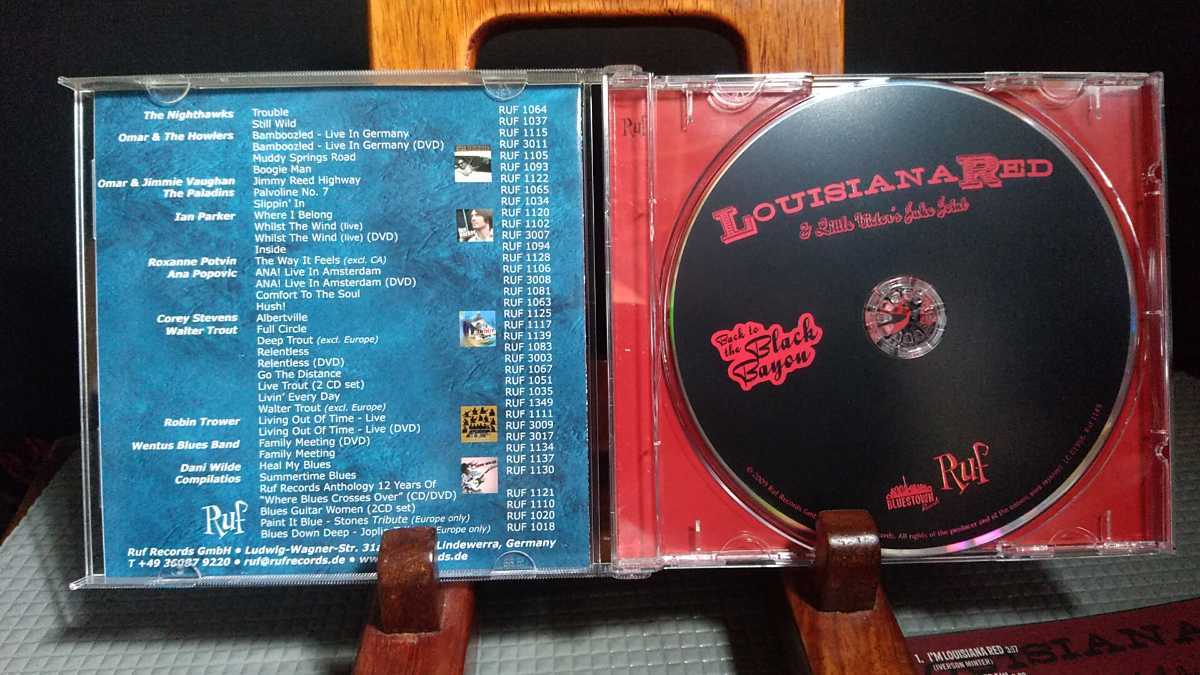 The Nighthawks Trouble RUF 1064
Still Wild RUF 1037
Omar & The Howlers Bamboozled - Live In Germany RUF 1115
Bamboozled - Live In Germany (DVD) RUF 3011
Muddy Springs Road RUF 1105
Boogie Man RUF 1093
Omar & Jimmie Vaughan Jimmy Reed Highway RUF 1122
The Paladins Palvoline No. 7 RUF 1065
Slippin' In RUF 1034
Ian Parker Where I Belong RUF 1120
Whilst The Wind (live) RUF 1102
Whilst The Wind (live) (DVD) RUF 3007
Inside RUF 1094
Roxanne Potvin The Way It Feels (excl. CA) RUF 1128
Ana Popovic ANA! Live In Amsterdam RUF 1106
ANA! Live In Amsterdam (DVD) RUF 3008
Comfort To The Soul RUF 1081
Hush! RUF 1063
Corey Stevens Albertville RUF 1125
Walter Trout Full Circle RUF 1117
Deep Trout (excl. Europe) RUF 1139
Relentless RUF 1083
Relentless (DVD) RUF 3003
Go The Distance RUF 1067
Live Trout (2 CD set) RUF 1051
Livin' Every Day RUF 1035
Walter Trout (excl. Europe) RUF 1349
Robin Trower Living Out Of Time - Live RUF 1111
Living Out Of Time - Live (DVD) RUF 3009
Wentus Blues Band Family Meeting (DVD) RUF 3017
Family Meeting RUF 1134
Dani Wilde Heal My Blues RUF 1137
Compilatios Summertime Blues RUF 1130
Ruf Records Anthology 12 Years Of
"Where Blues Crosses Over" (CD/DVD) RUF 1121
Blues Guitar Women (2CD set) RUF 1110
Paint It Blue - Stones Tribute (Europe only) RUF 1020
Blues Down Deep - Europe only) RUF 1018
Ruf
Ruf Records GmbH • Ludwig-Wagner-Str. Lindewerra, Germany
T +49 36087 9220 • ruf@rufrecords.de •
Ruf
LOUISIANA RED
& Little Victor's Juke Joint
Back to
the Black
Bayou
BLUESTOWN
Ruf
© 2009 Ruf Records All rights of the producer and of the
1. I'M LOUISIANA RED 3:17
(IVERSON MINTER)